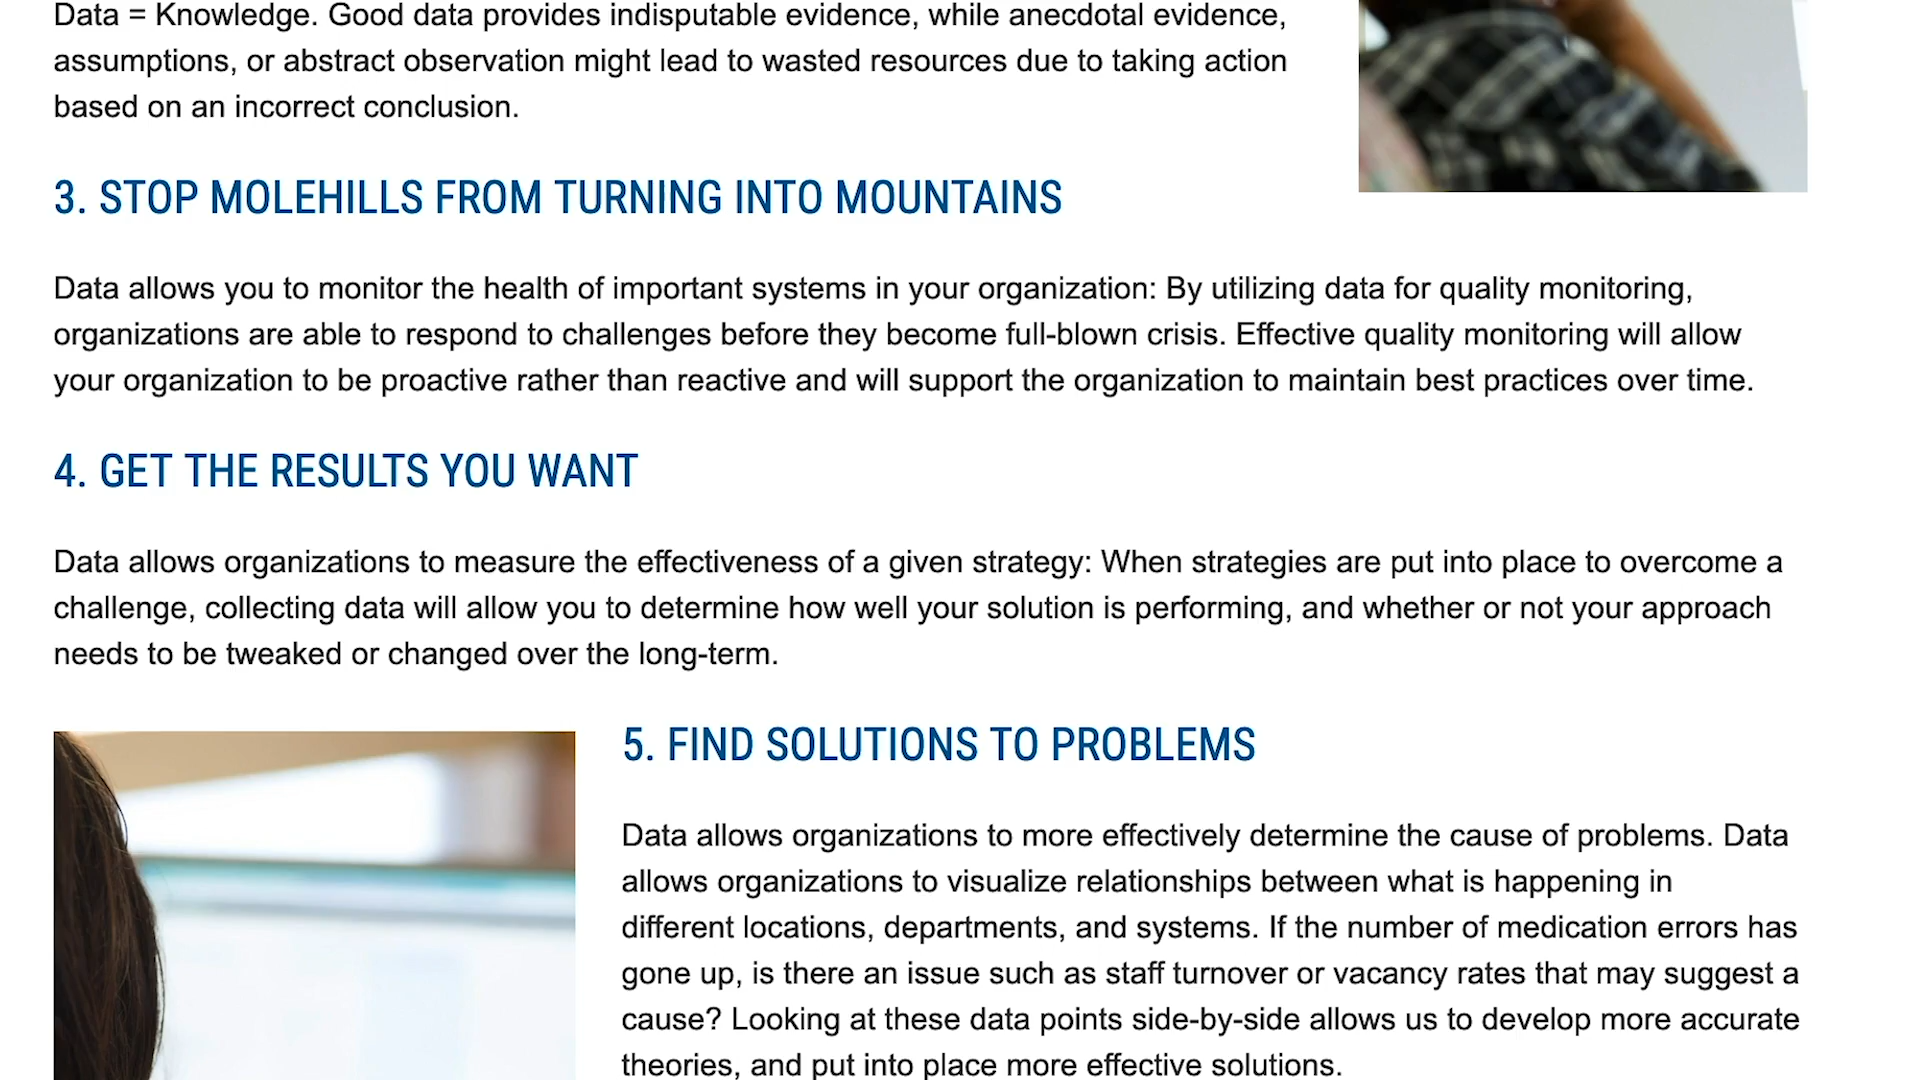 Data = Knowledge. Good data provides indisputable evidence, while anecdotal evidence,
assumptions, or abstract observation might lead to wasted resources due to taking action
based on an incorrect conclusion.
3. STOP MOLEHILLS FROM TURNING INTO MOUNTAINS
Data allows you to monitor the health of important systems in your organization: By utilizing data for quality monitoring,
organizations are able to respond to challenges before they become full-blown crisis. Effective quality monitoring will allow
your organization to be proactive rather than reactive and will support the organization to maintain best practices over time.
4. GET THE RESULTS YOU WANT
Data allows organizations to measure the effectiveness of a given strategy: When strategies are put into place to overcome a
challenge, collecting data will allow you to determine how well your solution is performing, and whether or not your approach
needs to be tweaked or changed over the long-term.
5. FIND SOLUTIONS TO PROBLEMS
Data allows organizations to more effectively determine the cause of problems. Data
allows organizations to visualize relationships between what is happening in
different locations, departments, and systems. If the number of medication errors has
gone up, is there an issue such as staff turnover or vacancy rates that may suggest a
cause? Looking at these data points side-by-side allows us to develop more accurate
theories, and put into place more effective solutions.